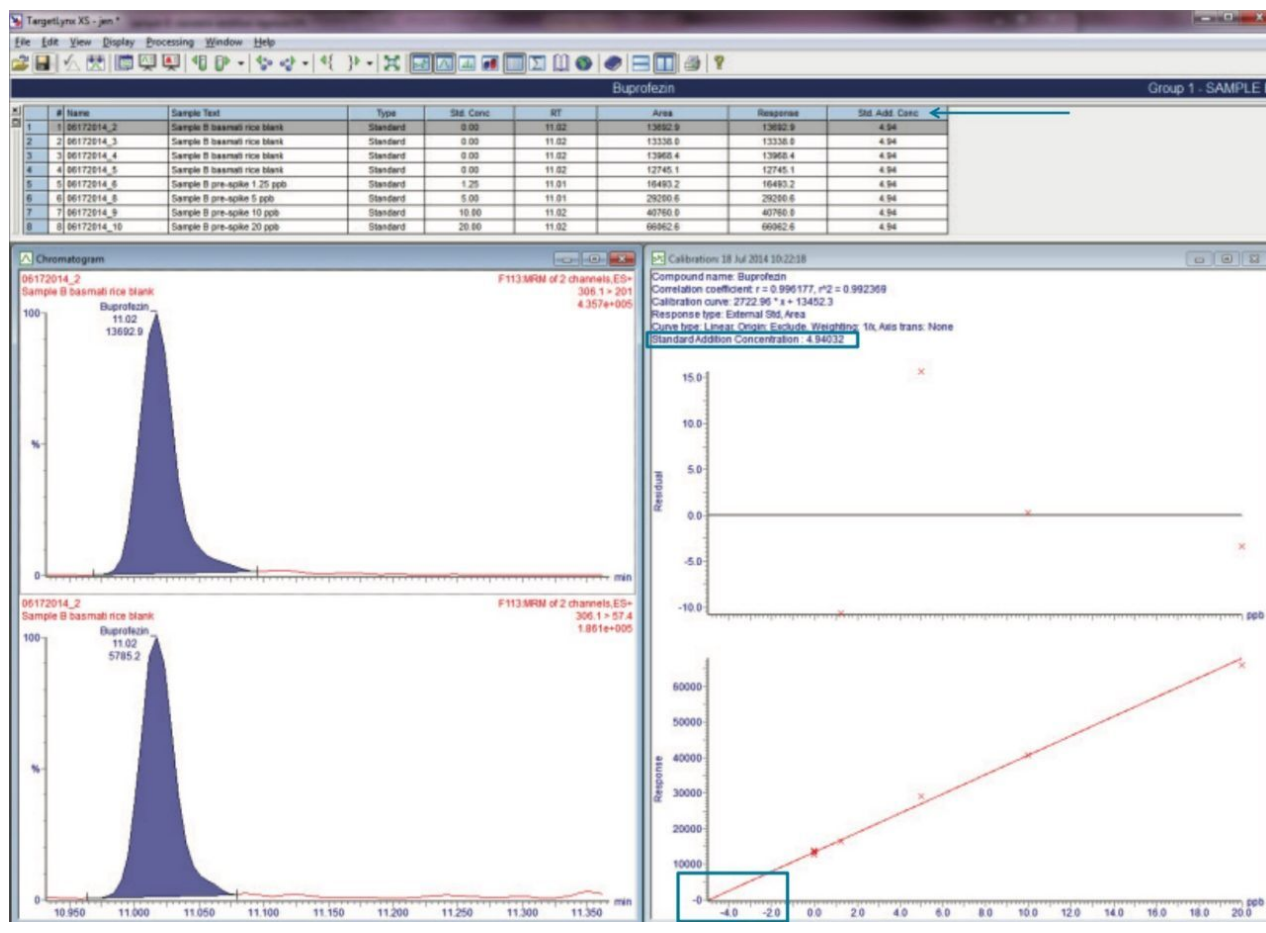 TargetLynx XS - jen *
File Edit View Display Processing Window Help
Buprofezin
Group 1 - SAMPLE
# Name Sample Text Type Std. Conc RT Area Response Std. Add. Conc
1 1 06172014_2 Sample B basmati rice blank Standard 0.00 11.02 13692.9 13692.9 4.94
2 2 06172014_3 Sample B basmati rice blank Standard 0.00 11.02 13338.0 13338.0 4.94
3 3 06172014_4 Sample B basmati rice blank Standard 0.00 11.02 13968.4 13968.4 4.94
4 4 06172014_5 Sample B basmati rice blank Standard 0.00 11.02 12745.1 12745.1 4.94
5 5 06172014_6 Sample B pre-spike 1.25 ppb Standard 1.25 11.01 16493.2 16493.2 4.94
6 6 06172014_8 Sample B pre-spike 5 ppb Standard 5.00 11.01 29200.6 29200.6 4.94
7 7 06172014_9 Sample B pre-spike 10 ppb Standard 10.00 11.02 40760.0 40760.0 4.94
8 8 06172014_10 Sample B pre-spike 20 ppb Standard 20.00 11.02 66062.6 66062.6 4.94
Chromatogram
06172014_2
Sample B basmati rice blank
F113:MRM of 2 channels,ES+
306.1 > 201
4.357e+005
Buprofezin
11.02
13692.9
100
%
0
min
06172014_2
Sample B basmati rice blank
F113:MRM of 2 channels,ES+
306.1 > 57.4
1.861e+005
Buprofezin
11.02
5785.2
100
%
0
min
10.950 11.000 11.050 11.100 11.150 11.200 11.250 11.300 11.350
Calibration: 18 Jul 2014 10:22:18
Compound name: Buprofezin
Correlation coefficient: r = 0.996177, r^2 = 0.992369
Calibration curve: 2722.96 * x + 13452.3
Response type: External Std, Area
Curve type: Linear, Origin: Exclude, Weighting: 1/x, Axis trans: None
Standard Addition Concentration : 4.94032
15.0
10.0
5.0
Residual
0.0
-5.0
-10.0
ppb
60000
50000
40000
Response
30000
20000
10000
-0
ppb
-4.0 -2.0 0.0 2.0 4.0 6.0 8.0 10.0 12.0 14.0 16.0 18.0 20.0